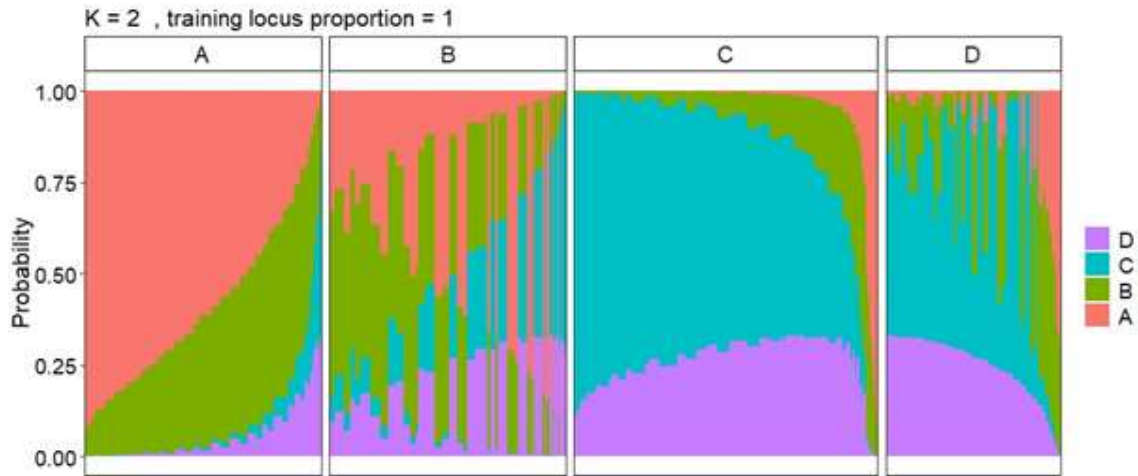 K = 2 , training locus proportion = 1
A B C D
1.00
0.75
0.50
0.25
0.00
Probability
D
C
B
A